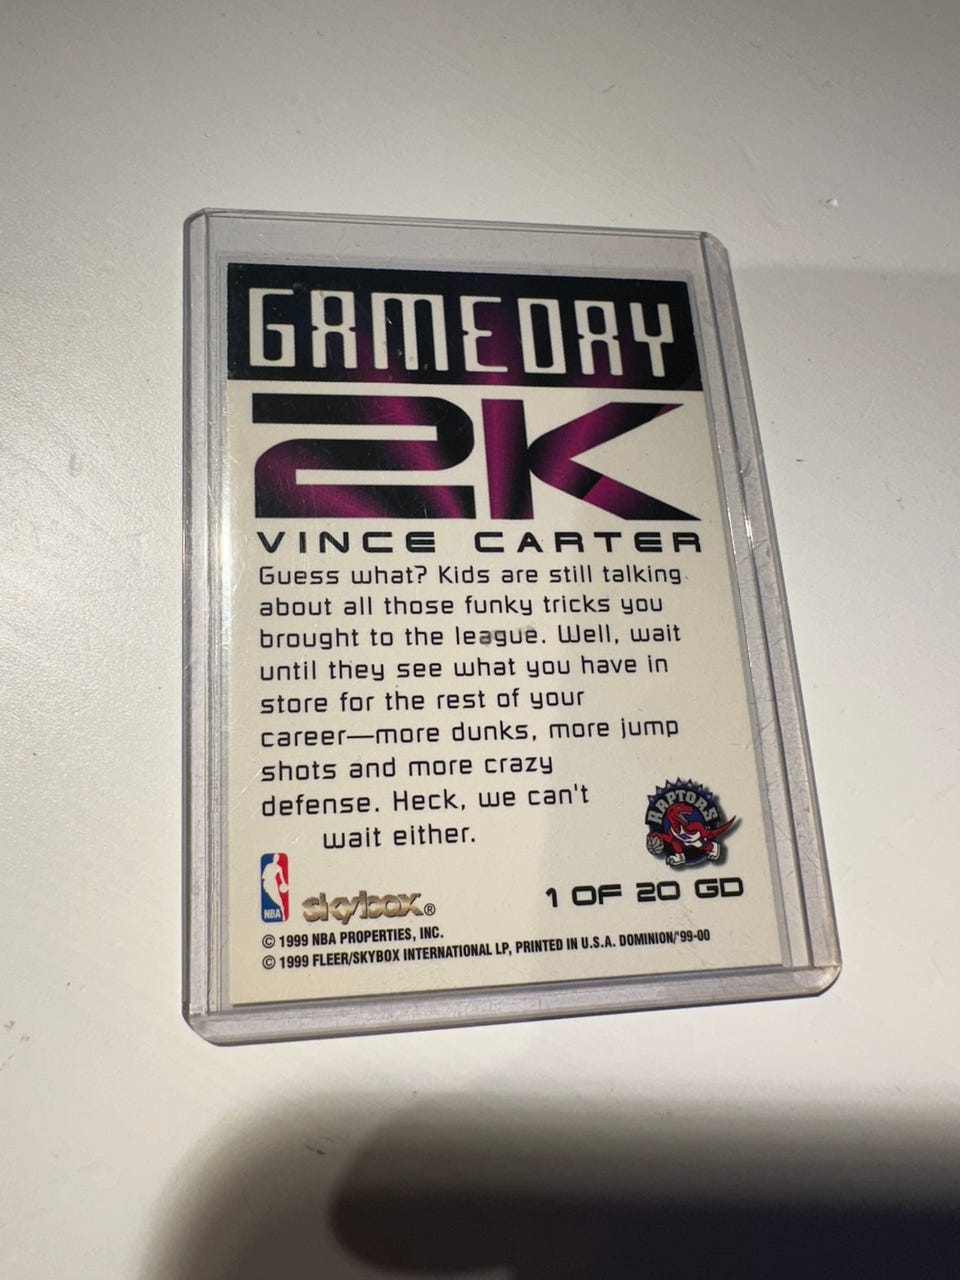 GAMEDAY
2K
VINCE CARTER
Guess what? Kids are still talking
about all those funky tricks you
brought to the league. Well, wait
until they see what you have in
store for the rest of your
career—more dunks, more jump
shots and more crazy
defense. Heck, we can't
wait either.
RAPTORS
NBA
skybox®
1 OF 20 GD
© 1999 NBA PROPERTIES, INC.
© 1999 FLEER/SKYBOX INTERNATIONAL LP, PRINTED IN U.S.A. DOMINION/'99-00